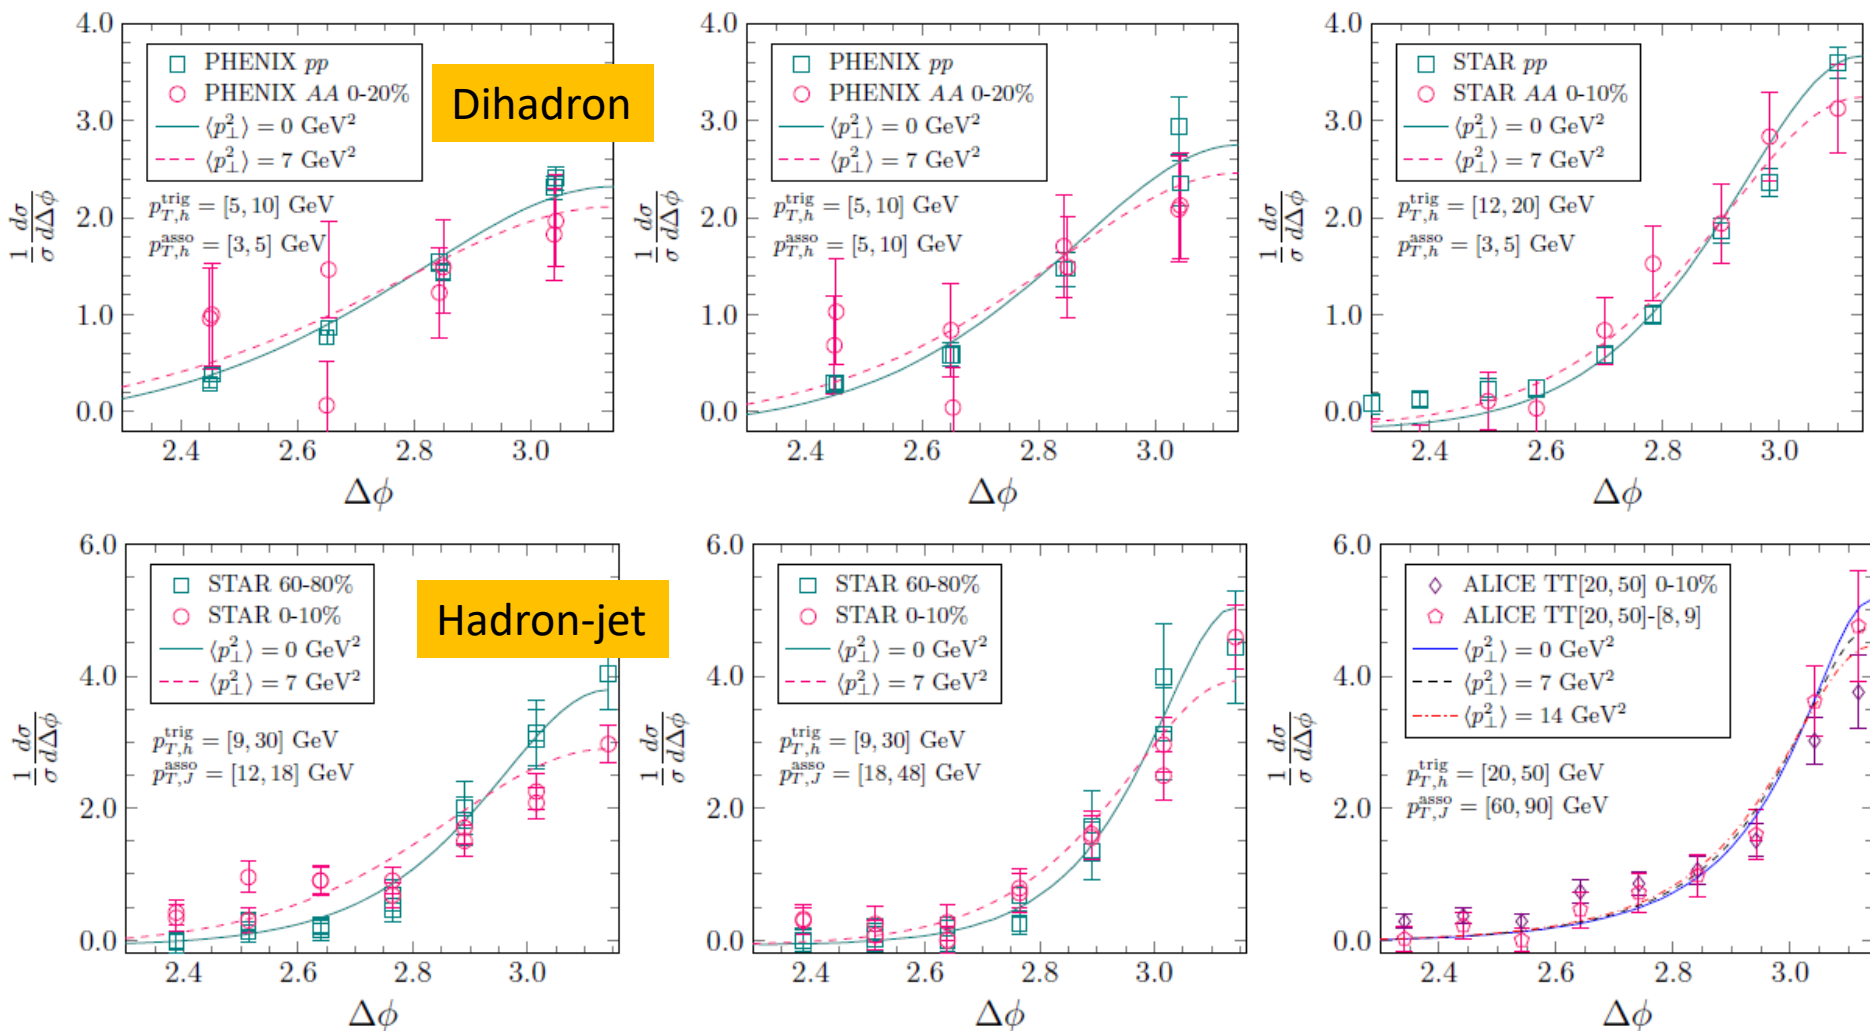 4.0
3.0
2.0
1.0
0.0
2.4 2.6 2.8 3.0
Δϕ
1/σ dσ/dΔϕ
PHENIX pp
PHENIX AA 0-20%
⟨p⊥²⟩ = 0 GeV²
⟨p⊥²⟩ = 7 GeV²
p_{T,h}^{trig} = [5, 10] GeV
p_{T,h}^{asso} = [3, 5] GeV
Dihadron
4.0
3.0
2.0
1.0
0.0
2.4 2.6 2.8 3.0
Δϕ
1/σ dσ/dΔϕ
PHENIX pp
PHENIX AA 0-20%
⟨p⊥²⟩ = 0 GeV²
⟨p⊥²⟩ = 7 GeV²
p_{T,h}^{trig} = [5, 10] GeV
p_{T,h}^{asso} = [5, 10] GeV
4.0
3.0
2.0
1.0
0.0
2.4 2.6 2.8 3.0
Δϕ
1/σ dσ/dΔϕ
STAR pp
STAR AA 0-10%
⟨p⊥²⟩ = 0 GeV²
⟨p⊥²⟩ = 7 GeV²
p_{T,h}^{trig} = [12, 20] GeV
p_{T,h}^{asso} = [3, 5] GeV
6.0
4.0
2.0
0.0
2.4 2.6 2.8 3.0
Δϕ
1/σ dσ/dΔϕ
STAR 60-80%
STAR 0-10%
⟨p⊥²⟩ = 0 GeV²
⟨p⊥²⟩ = 7 GeV²
p_{T,h}^{trig} = [9, 30] GeV
p_{T,J}^{asso} = [12, 18] GeV
Hadron-jet
6.0
4.0
2.0
0.0
2.4 2.6 2.8 3.0
Δϕ
1/σ dσ/dΔϕ
STAR 60-80%
STAR 0-10%
⟨p⊥²⟩ = 0 GeV²
⟨p⊥²⟩ = 7 GeV²
p_{T,h}^{trig} = [9, 30] GeV
p_{T,J}^{asso} = [18, 48] GeV
6.0
4.0
2.0
0.0
2.4 2.6 2.8 3.0
Δϕ
1/σ dσ/dΔϕ
ALICE TT[20, 50] 0-10%
ALICE TT[20, 50]-[8, 9]
⟨p⊥²⟩ = 0 GeV²
⟨p⊥²⟩ = 7 GeV²
⟨p⊥²⟩ = 14 GeV²
p_{T,h}^{trig} = [20, 50] GeV
p_{T,J}^{asso} = [60, 90] GeV